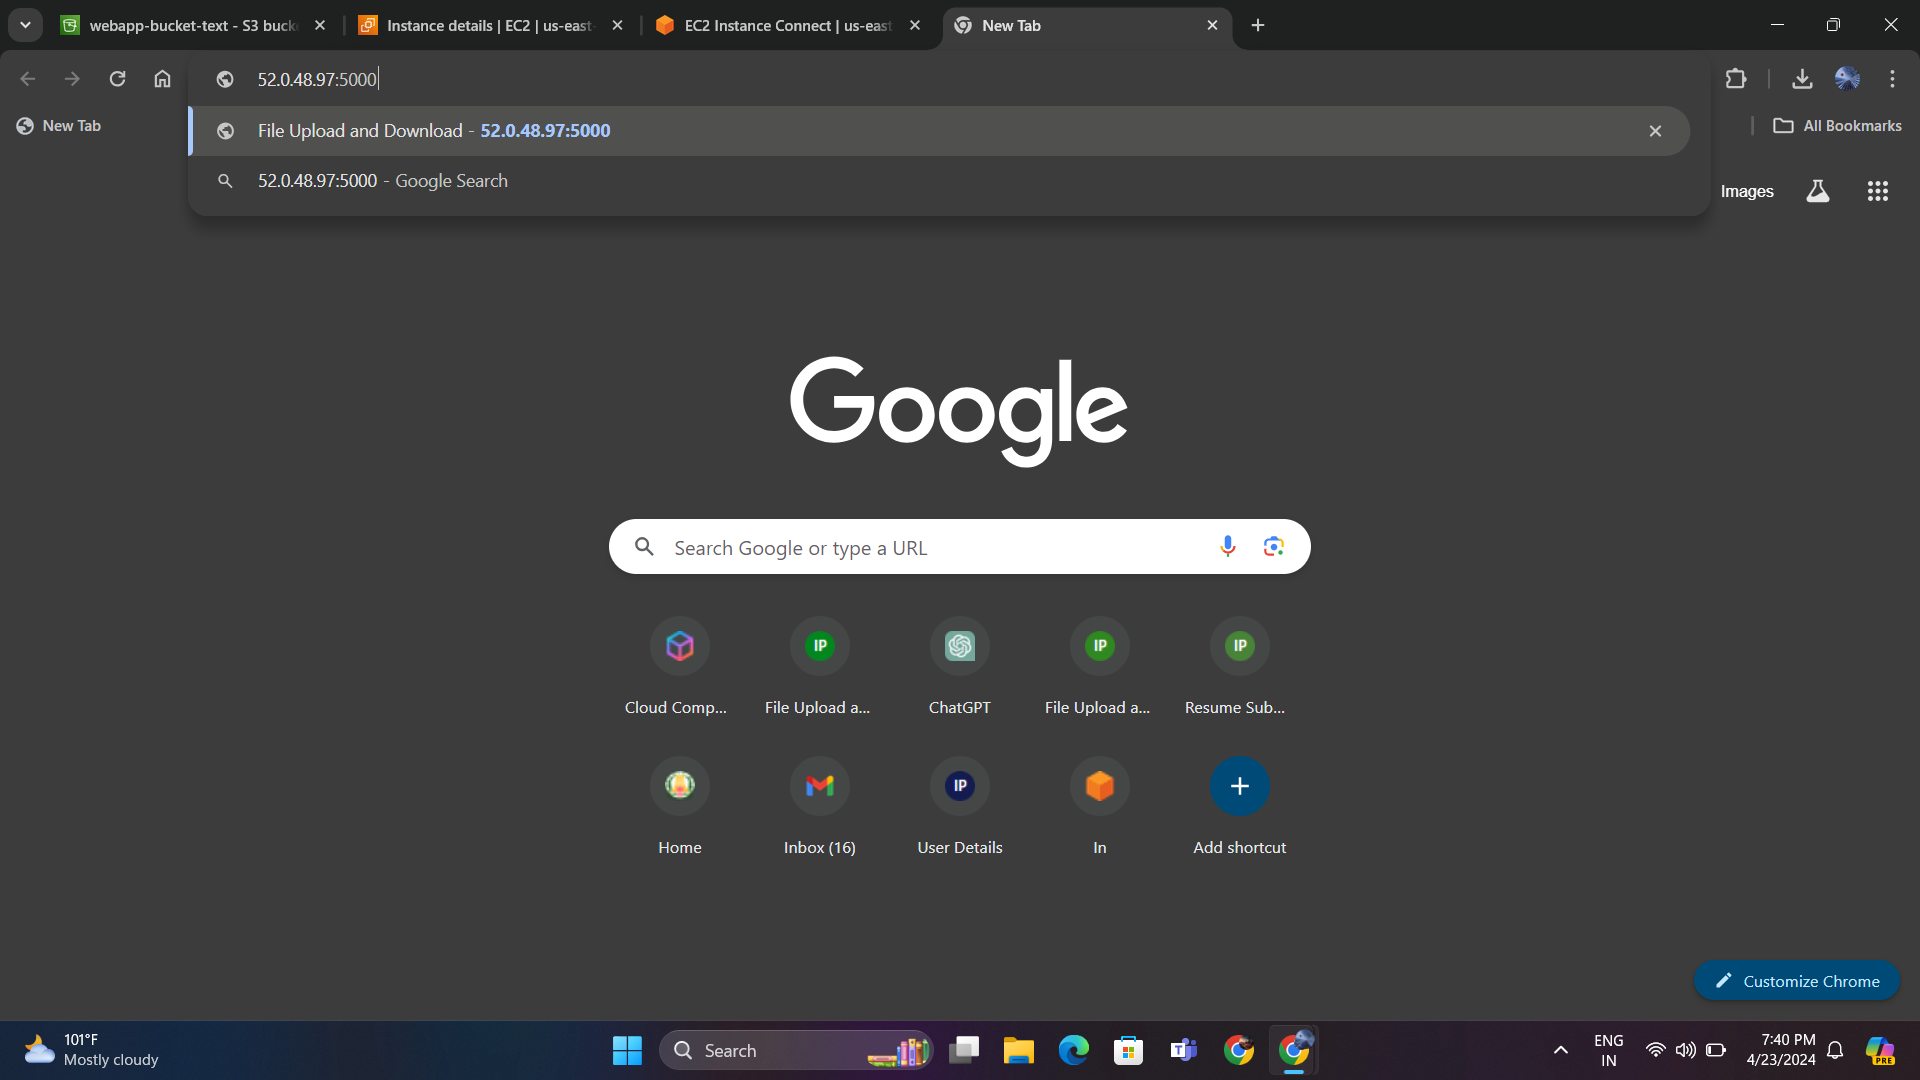 webapp-bucket-text - S3 buck
Instance details | EC2 | us-east-
EC2 Instance Connect | us-east
New Tab
52.0.48.97:5000
New Tab
File Upload and Download - 52.0.48.97:5000
All Bookmarks
52.0.48.97:5000 - Google Search
Images
Google
Search Google or type a URL
IP
IP
IP
Cloud Comp...
File Upload a...
ChatGPT
File Upload a...
Resume Sub...
IP
Home
Inbox (16)
User Details
In
Add shortcut
Customize Chrome
101°F
Mostly cloudy
Search
T
ENG
IN
7:40 PM
4/23/2024
PRE